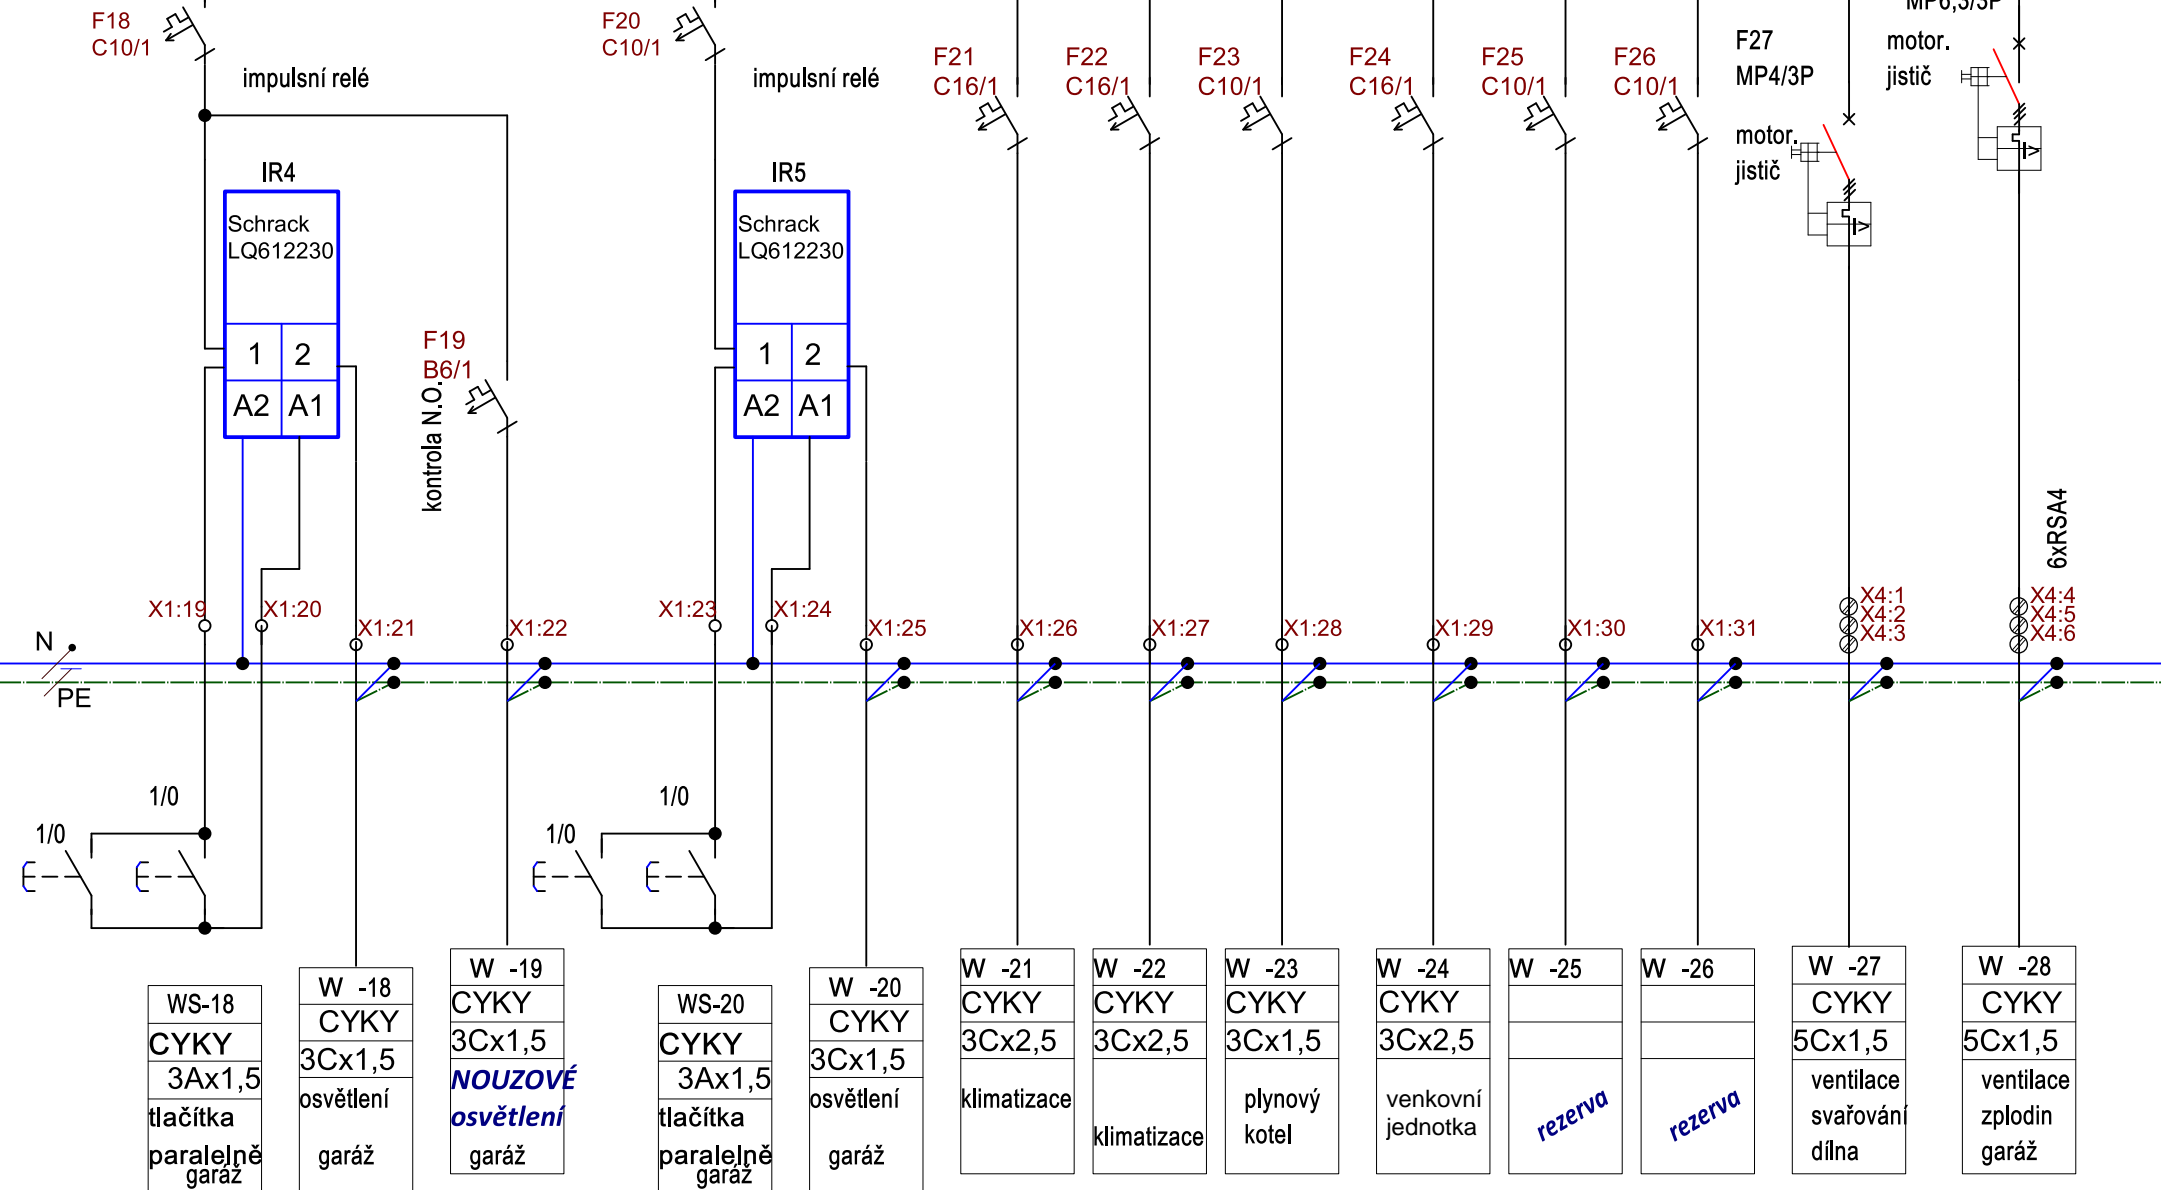 F18
C10/1
impulsní relé
IR4
Schrack
LQ612230
1
2
A2
A1
F19
B6/1
kontrola N.O.
F20
C10/1
impulsní relé
IR5
Schrack
LQ612230
1
2
A2
A1
F21
C16/1
F22
C16/1
F23
C10/1
F24
C16/1
F25
C10/1
F26
C10/1
F27
MP4/3P
motor.
jistič
MP6,3/3P
motor.
jistič
I>
I>
6xRSA4
X1:19
X1:20
X1:21
X1:22
X1:23
X1:24
X1:25
X1:26
X1:27
X1:28
X1:29
X1:30
X1:31
X4:1
X4:2
X4:3
X4:4
X4:5
X4:6
N
PE
1/0
1/0
1/0
1/0
WS-18
CYKY
3Ax1,5
tlačítka
paralelně
garáž
W -18
CYKY
3Cx1,5
osvětlení
garáž
W -19
CYKY
3Cx1,5
NOUZOVÉ
osvětlení
garáž
WS-20
CYKY
3Ax1,5
tlačítka
paralelně
garáž
W -20
CYKY
3Cx1,5
osvětlení
garáž
W -21
CYKY
3Cx2,5
klimatizace
W -22
CYKY
3Cx2,5
klimatizace
W -23
CYKY
3Cx1,5
plynový
kotel
W -24
CYKY
3Cx2,5
venkovní
jednotka
W -25
rezerva
W -26
rezerva
W -27
CYKY
5Cx1,5
ventilace
svařování
dílna
W -28
CYKY
5Cx1,5
ventilace
zplodin
garáž